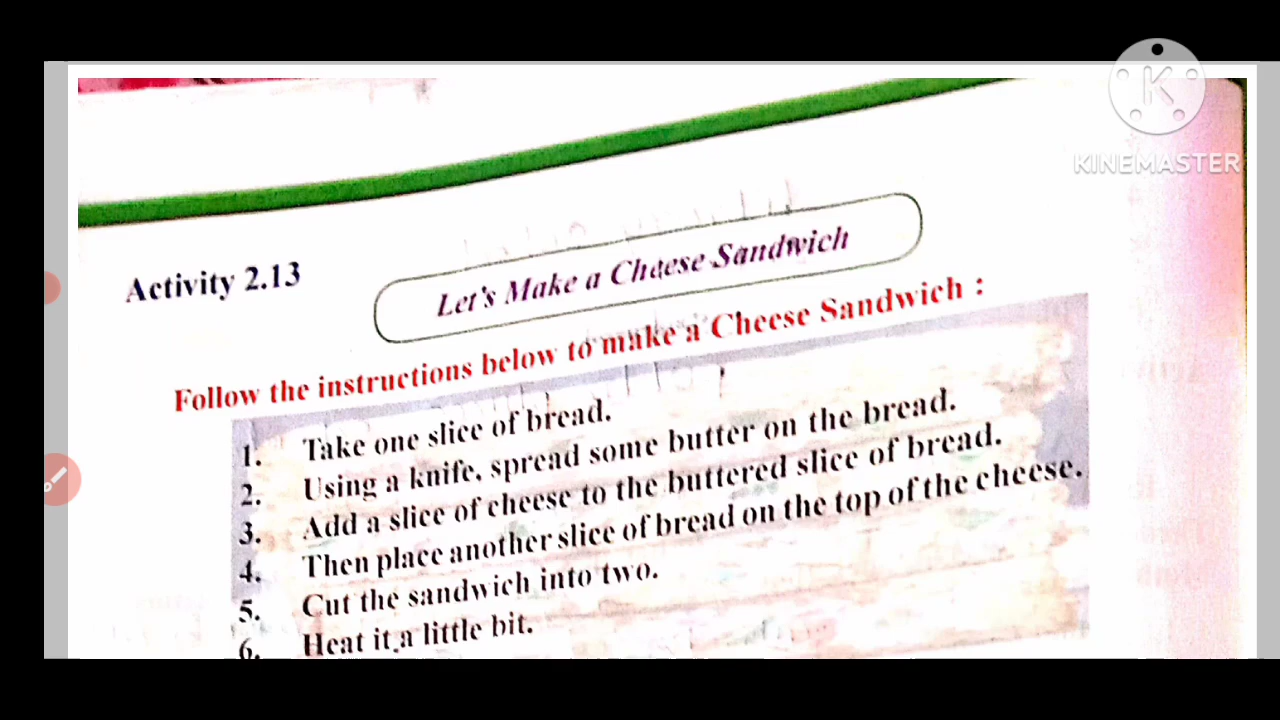 K
KINEMASTER
Activity 2.13
Let's Make a Cheese Sandwich
Follow the instructions below to make a Cheese Sandwich :
1. Take one slice of bread.
2. Using a knife, spread some butter on the bread.
3. Add a slice of cheese to the buttered slice of bread.
4. Then place another slice of bread on the top of the cheese.
5. Cut the sandwich into two.
6. Heat it a little bit.